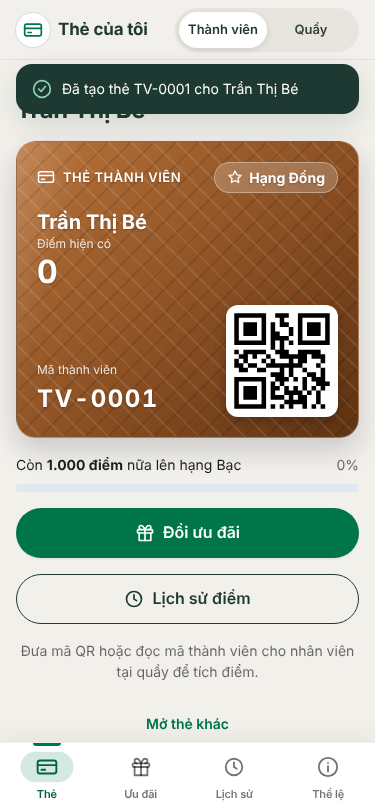 Thẻ của tôi
Thành viên
Quầy
Đã tạo thẻ TV-0001 cho Trần Thị Bé
Trần Thị Bé
THẺ THÀNH VIÊN
Hạng Đồng
Trần Thị Bé
Điểm hiện có
0
Mã thành viên
TV-0001
Còn 1.000 điểm nữa lên hạng Bạc
0%
Đổi ưu đãi
Lịch sử điểm
Đưa mã QR hoặc đọc mã thành viên cho nhân viên
tại quầy để tích điểm.
Mở thẻ khác
Thẻ
Ưu đãi
Lịch sử
Thể lệ